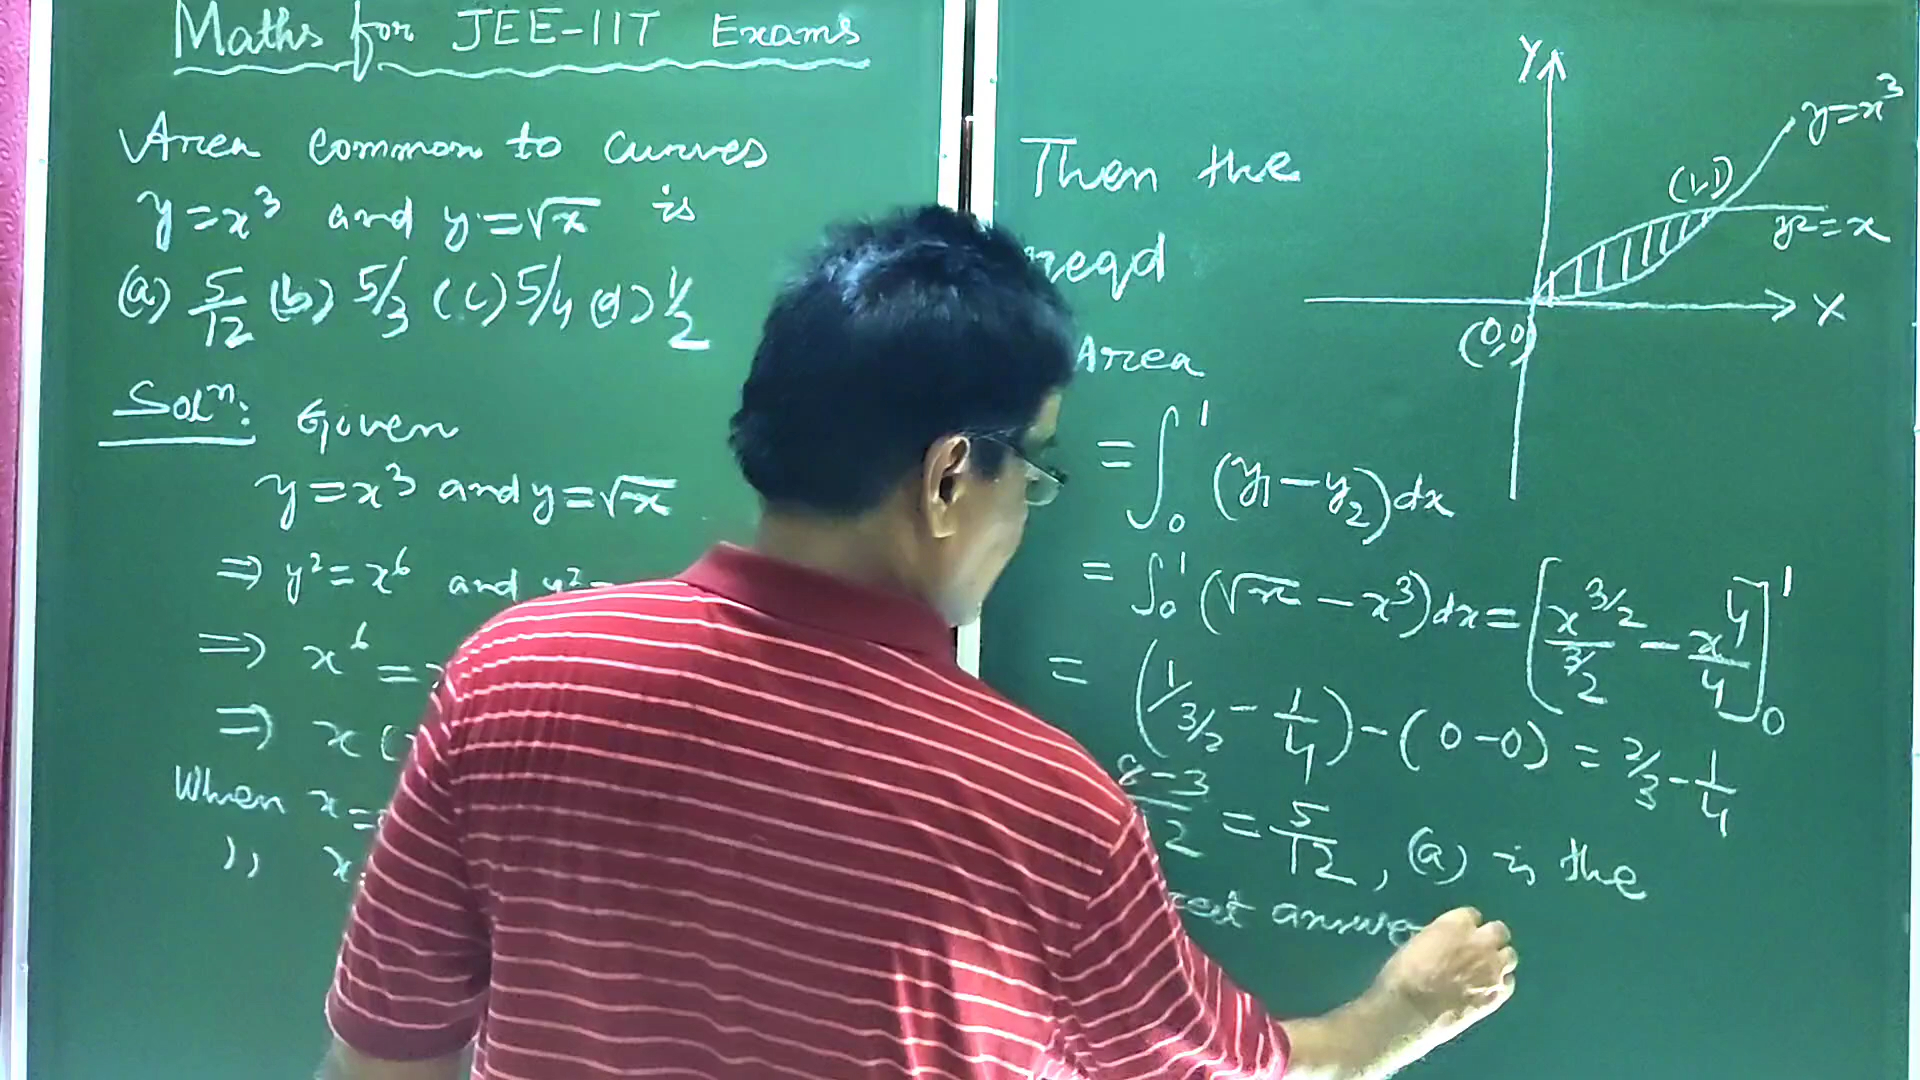 Maths for JEE-IIT Exams
Area common to curves
y=x³ and y=√x is
(a) 5/12 (b) 5/3 (c) 5/4 (d) 1/2
Solⁿ: Given
y=x³ and y=√x
⇒ y²=x⁶ and y²=
⇒ x⁶=
⇒ x(
When x=
,, x
Then the
reqd
Area
=∫₀¹ (y₁-y₂)dx
=∫₀¹ (√x - x³)dx = [x^3/2 / 3/2 - x⁴/4]₀¹
= (1/3/2 - 1/4) - (0-0) = 2/3 - 1/4
8-3/2 = 5/12, (a) is the
answe
Y
y=x³
(1,1)
y²=x
X
(0,0)